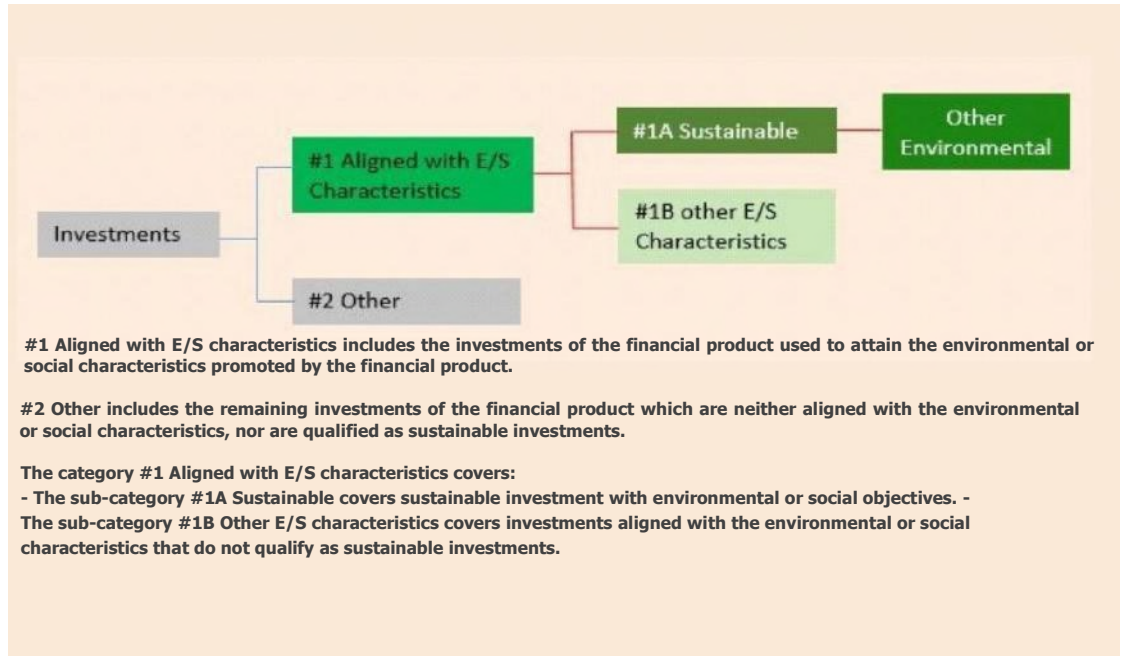 Other
Environmental
#1A Sustainable
#1 Aligned with E/S
Characteristics
#1B other E/S
Characteristics
Investments
#2 Other
#1 Aligned with E/S characteristics includes the investments of the financial product used to attain the environmental or
social characteristics promoted by the financial product.
#2 Other includes the remaining investments of the financial product which are neither aligned with the environmental
or social characteristics, nor are qualified as sustainable investments.
The category #1 Aligned with E/S characteristics covers:
- The sub-category #1A Sustainable covers sustainable investment with environmental or social objectives. -
The sub-category #1B Other E/S characteristics covers investments aligned with the environmental or social
characteristics that do not qualify as sustainable investments.